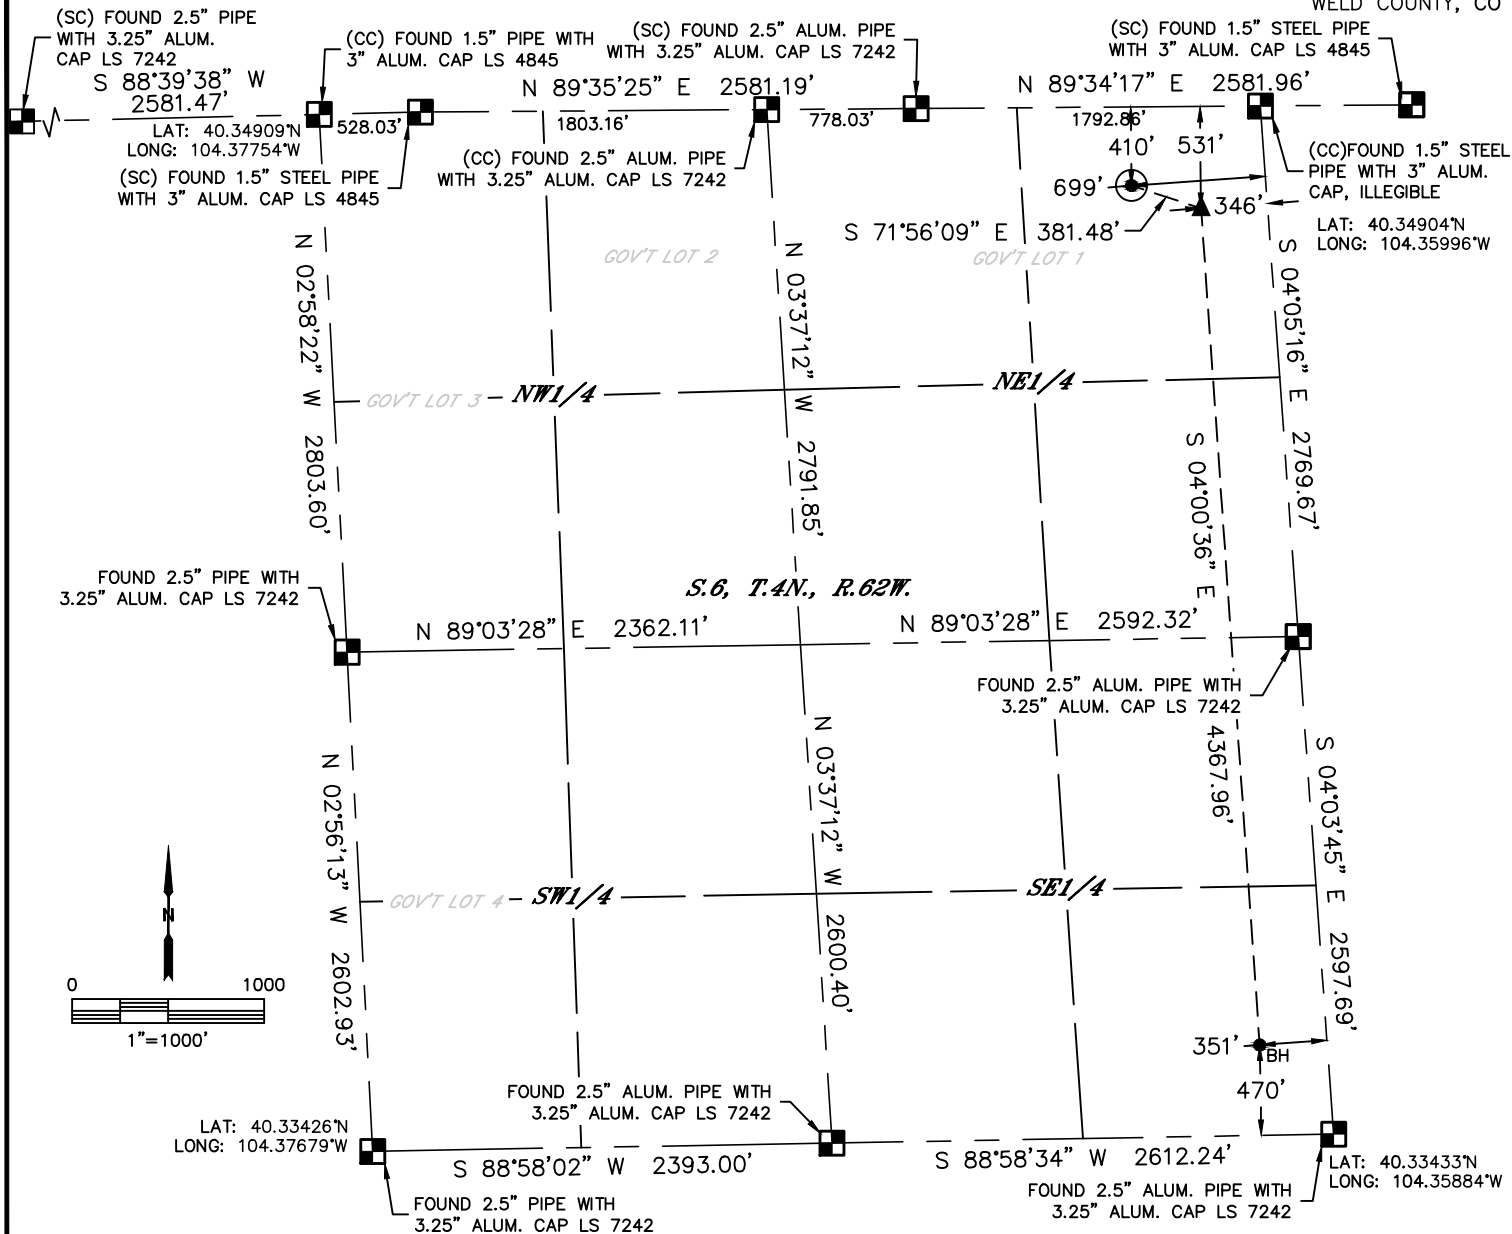 WELD COUNTY, CO
(SC) FOUND 2.5" PIPE
WITH 3.25" ALUM.
CAP LS 7242
(CC) FOUND 1.5" PIPE WITH
3" ALUM. CAP LS 4845
(SC) FOUND 2.5" ALUM. PIPE
WITH 3.25" ALUM. CAP LS 7242
(SC) FOUND 1.5" STEEL PIPE
WITH 3" ALUM. CAP LS 4845
S 88°39'38" W
2581.47'
N 89°35'25" E 2581.19'
N 89°34'17" E 2581.96'
LAT: 40.34909°N
LONG: 104.37754°W
528.03'
1803.16'
778.03'
1792.86'
(SC) FOUND 1.5" STEEL PIPE
WITH 3" ALUM. CAP LS 4845
(CC) FOUND 2.5" ALUM. PIPE
WITH 3.25" ALUM. CAP LS 7242
410'
531'
(CC)FOUND 1.5" STEEL
PIPE WITH 3" ALUM.
CAP, ILLEGIBLE
699'
346'
S 71°56'09" E 381.48'
LAT: 40.34904°N
LONG: 104.35996°W
GOV'T LOT 2
GOV'T LOT 1
N 02°58'22" W 2803.60'
N 03°37'12" W 2791.85'
S 04°05'16" E 2769.67'
GOV'T LOT 3
NW1/4
NE1/4
S 04°00'36" E 4367.96'
FOUND 2.5" PIPE WITH
3.25" ALUM. CAP LS 7242
S.6, T.4N., R.62W.
N 89°03'28" E 2362.11'
N 89°03'28" E 2592.32'
FOUND 2.5" ALUM. PIPE WITH
3.25" ALUM. CAP LS 7242
N 02°56'13" W 2602.93'
N 03°37'12" W 2600.40'
S 04°03'45" E 2597.69'
GOV'T LOT 4
SW1/4
SE1/4
N
0 1000
1"=1000'
351'
BH
470'
FOUND 2.5" ALUM. PIPE WITH
3.25" ALUM. CAP LS 7242
LAT: 40.33426°N
LONG: 104.37679°W
S 88°58'02" W 2393.00'
S 88°58'34" W 2612.24'
LAT: 40.33433°N
LONG: 104.35884°W
FOUND 2.5" PIPE WITH
3.25" ALUM. CAP LS 7242
FOUND 2.5" ALUM. PIPE WITH
3.25" ALUM. CAP LS 7242